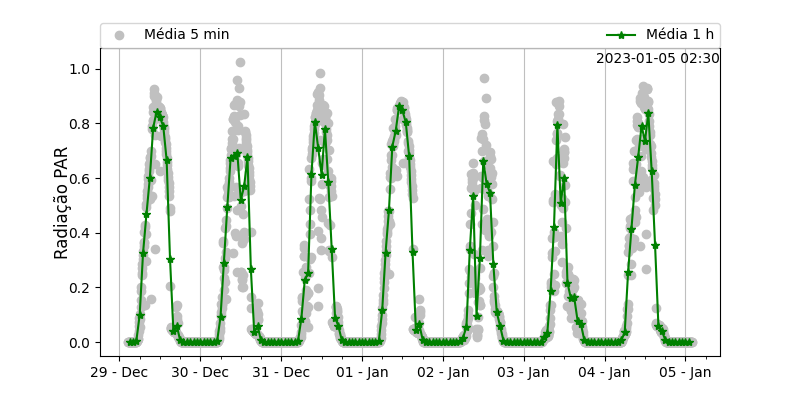 Média 5 min
Média 1 h
2023-01-05 02:30
Radiação PAR
1.0
0.8
0.6
0.4
0.2
0.0
29 - Dec
30 - Dec
31 - Dec
01 - Jan
02 - Jan
03 - Jan
04 - Jan
05 - Jan